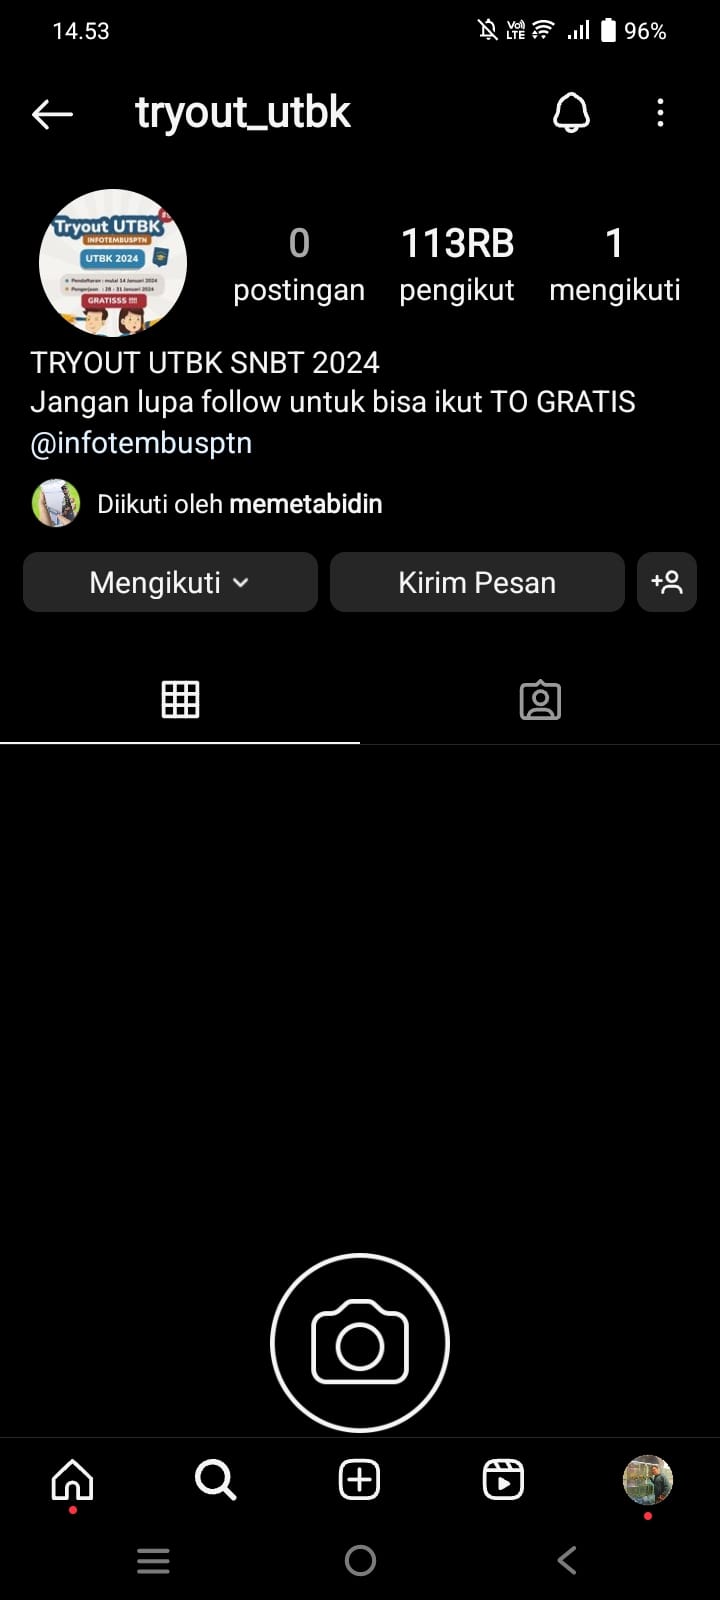 14.53
Vo) LTE 96%
tryout_utbk
Tryout UTBK
INFOTEMBUSPTN
UTBK 2024
Pendaftaran : mulai 14 Januari 2024
Pengerjaan : 28 - 31 Januari 2024
GRATISSS !!!!
0 113RB 1
postingan pengikut mengikuti
TRYOUT UTBK SNBT 2024
Jangan lupa follow untuk bisa ikut TO GRATIS
@infotembusptn
Diikuti oleh memetabidin
Mengikuti Kirim Pesan